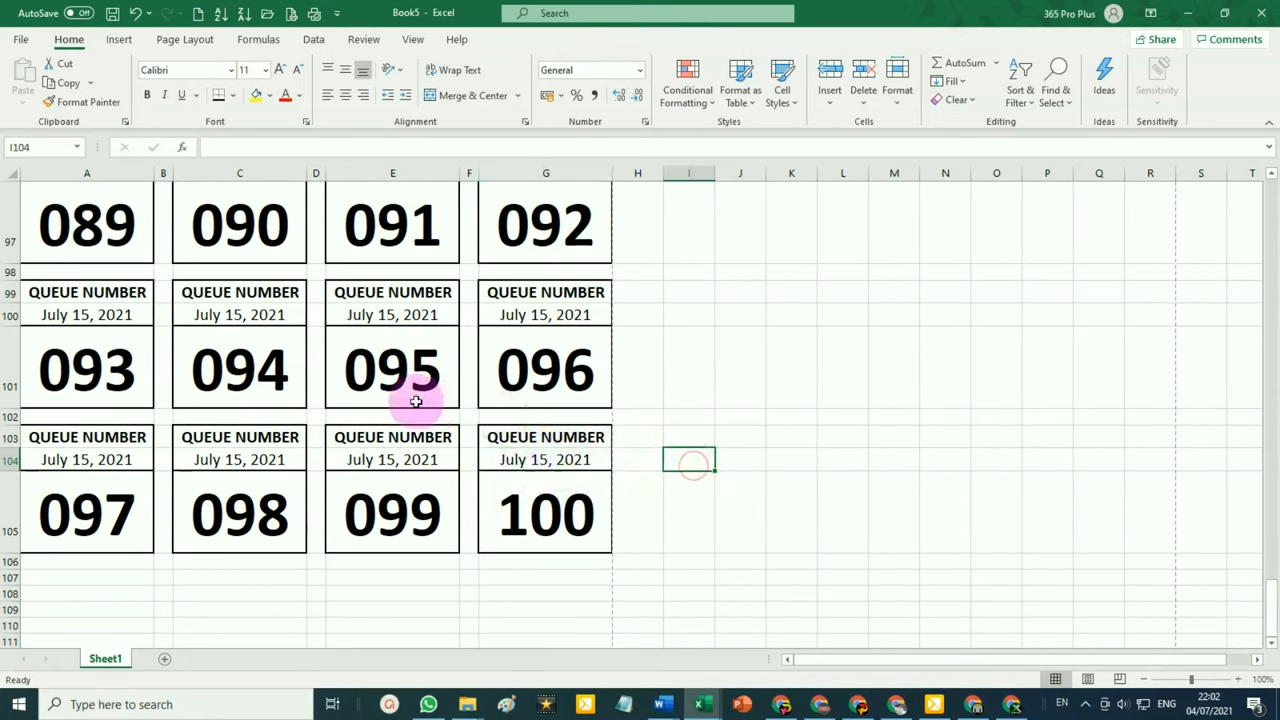 AutoSave Off Book5 - Excel Search 365 Pro Plus
File Home Insert Page Layout Formulas Data Review View Help Share Comments
Paste Cut Copy Format Painter
Calibri 11
B I U
Wrap Text
Merge & Center
General
Conditional Formatting Format as Table Cell Styles
Insert Delete Format
AutoSum Fill Clear
Sort & Filter Find & Select
Ideas Sensitivity
Clipboard Font Alignment Number Styles Cells Editing Ideas Sensitivity
I104 fx
A B C D E F G H I J K L M N O P Q R S T
97 089 090 091 092
98
99 QUEUE NUMBER QUEUE NUMBER QUEUE NUMBER QUEUE NUMBER
100 July 15, 2021 July 15, 2021 July 15, 2021 July 15, 2021
101 093 094 095 096
102
103 QUEUE NUMBER QUEUE NUMBER QUEUE NUMBER QUEUE NUMBER
104 July 15, 2021 July 15, 2021 July 15, 2021 July 15, 2021
105 097 098 099 100
106
107
108
109
110
111
Sheet1
Ready 100%
Type here to search EN ENG 22:02
04/07/2021 3